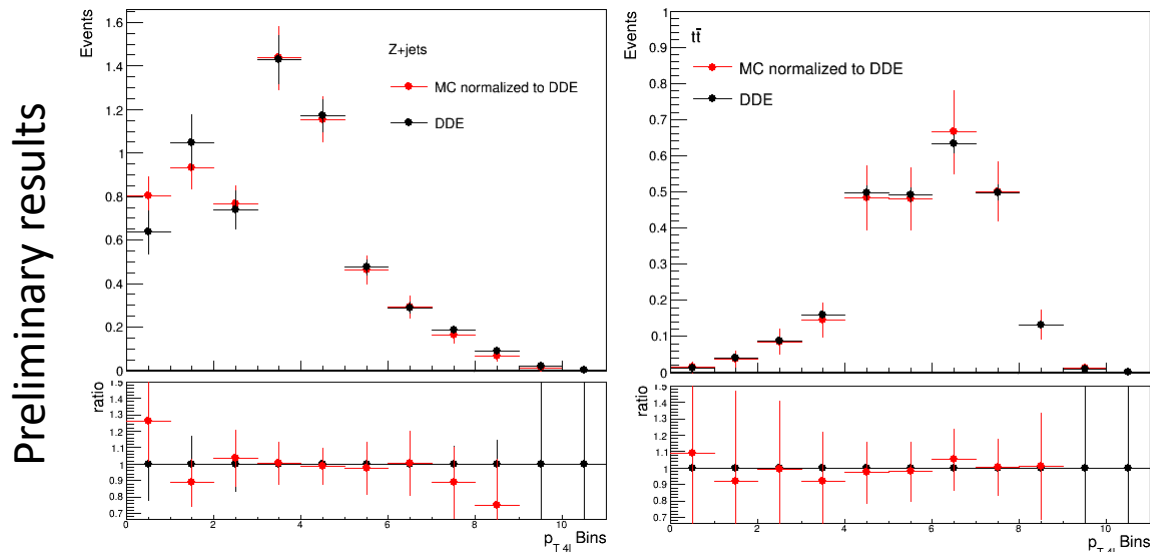 Preliminary results
Events
1.6
1.4
1.2
1
0.8
0.6
0.4
0.2
0
Z+jets
MC normalized to DDE
DDE
ratio
1.5
1.4
1.3
1.2
1.1
1
0.9
0.8
0.7
0 2 4 6 8 10
pT 4l Bins
Events
1
0.9
0.8
0.7
0.6
0.5
0.4
0.3
0.2
0.1
0
tt̄
MC normalized to DDE
DDE
ratio
1.5
1.4
1.3
1.2
1.1
1
0.9
0.8
0.7
0 2 4 6 8 10
pT 4l Bins